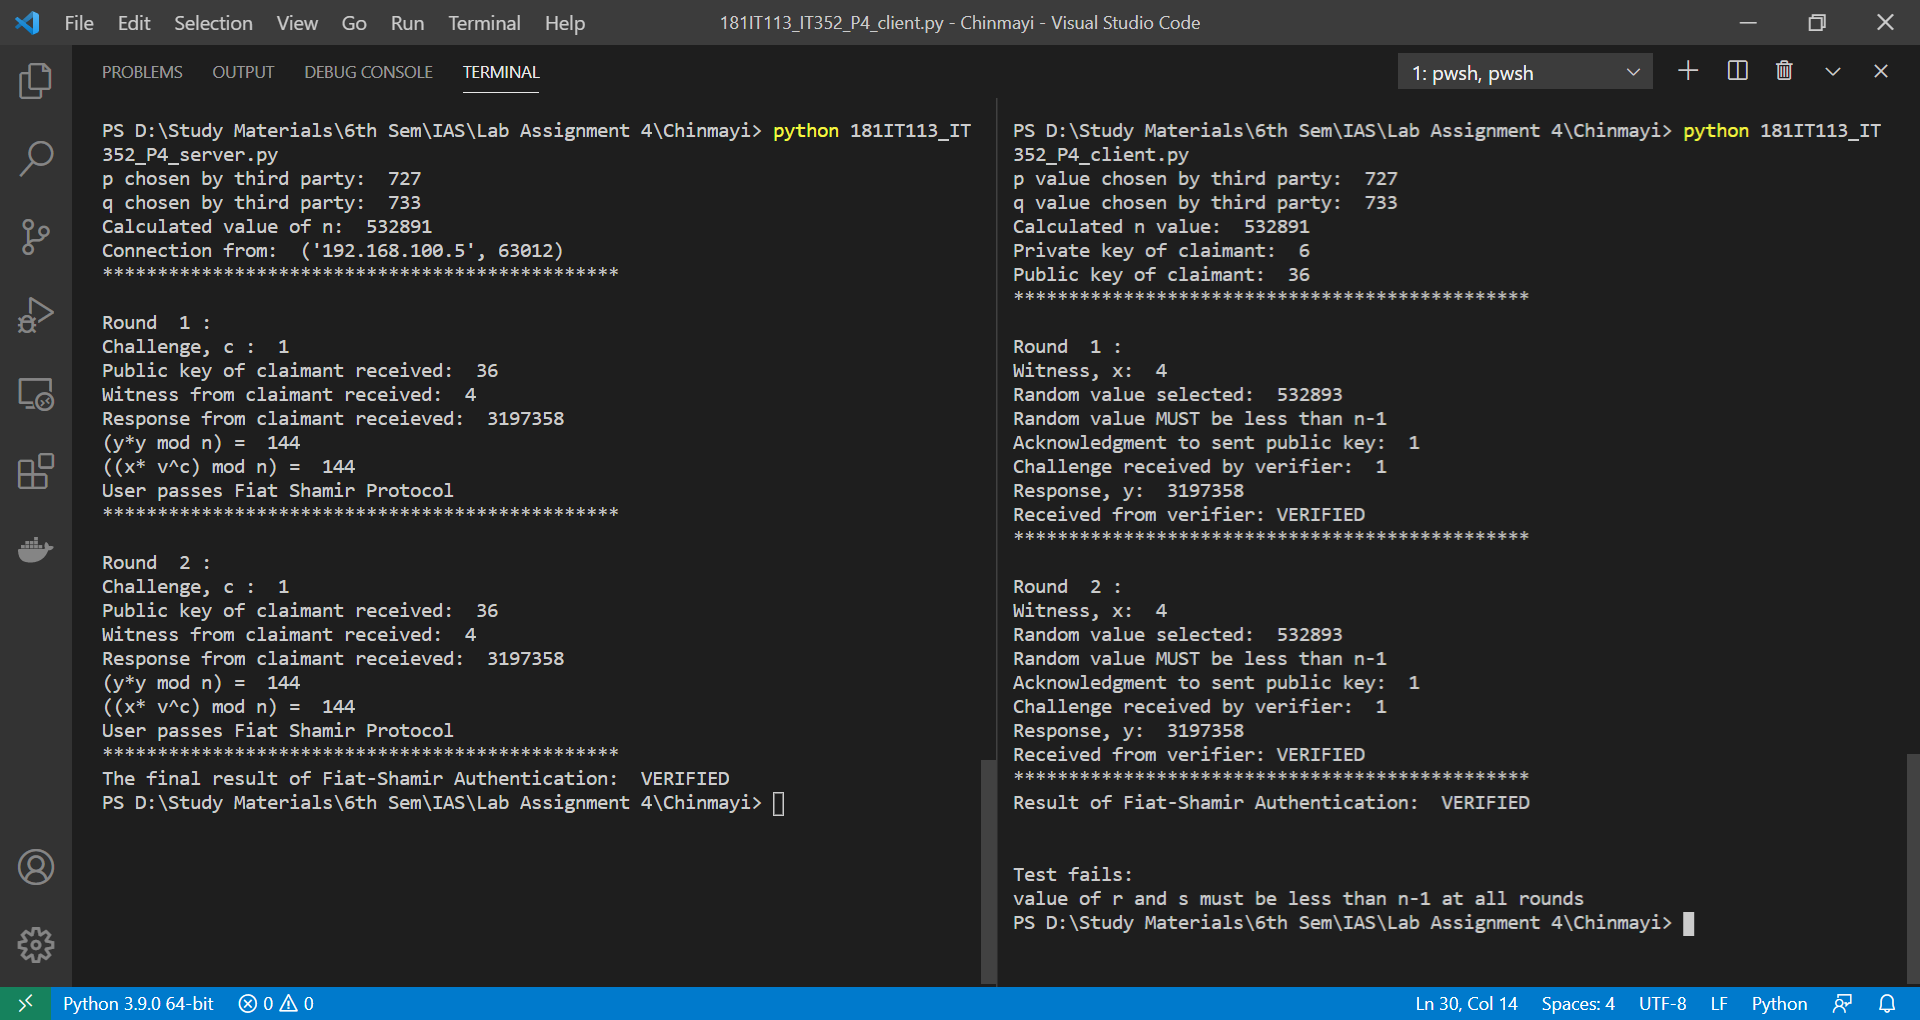 File Edit Selection View Go Run Terminal Help 181IT113_IT352_P4_client.py - Chinmayi - Visual Studio Code
PROBLEMS OUTPUT DEBUG CONSOLE TERMINAL 1: pwsh, pwsh
PS D:\Study Materials\6th Sem\IAS\Lab Assignment 4\Chinmayi> python 181IT113_IT
352_P4_server.py
p chosen by third party:  727
q chosen by third party:  733
Calculated value of n:  532891
Connection from:  ('192.168.100.5', 63012)
***********************************************
Round  1 :
Challenge, c :  1
Public key of claimant received:  36
Witness from claimant received:  4
Response from claimant receieved:  3197358
(y*y mod n) =  144
((x* v^c) mod n) =  144
User passes Fiat Shamir Protocol
***********************************************
Round  2 :
Challenge, c :  1
Public key of claimant received:  36
Witness from claimant received:  4
Response from claimant receieved:  3197358
(y*y mod n) =  144
((x* v^c) mod n) =  144
User passes Fiat Shamir Protocol
***********************************************
The final result of Fiat-Shamir Authentication:  VERIFIED
PS D:\Study Materials\6th Sem\IAS\Lab Assignment 4\Chinmayi>
PS D:\Study Materials\6th Sem\IAS\Lab Assignment 4\Chinmayi> python 181IT113_IT
352_P4_client.py
p value chosen by third party:  727
q value chosen by third party:  733
Calculated n value:  532891
Private key of claimant:  6
Public key of claimant:  36
***********************************************
Round  1 :
Witness, x:  4
Random value selected:  532893
Random value MUST be less than n-1
Acknowledgment to sent public key:  1
Challenge received by verifier:  1
Response, y:  3197358
Received from verifier: VERIFIED
***********************************************
Round  2 :
Witness, x:  4
Random value selected:  532893
Random value MUST be less than n-1
Acknowledgment to sent public key:  1
Challenge received by verifier:  1
Response, y:  3197358
Received from verifier: VERIFIED
***********************************************
Result of Fiat-Shamir Authentication:  VERIFIED
Test fails:
value of r and s must be less than n-1 at all rounds
PS D:\Study Materials\6th Sem\IAS\Lab Assignment 4\Chinmayi>
Python 3.9.0 64-bit 0 0 Ln 30, Col 14 Spaces: 4 UTF-8 LF Python